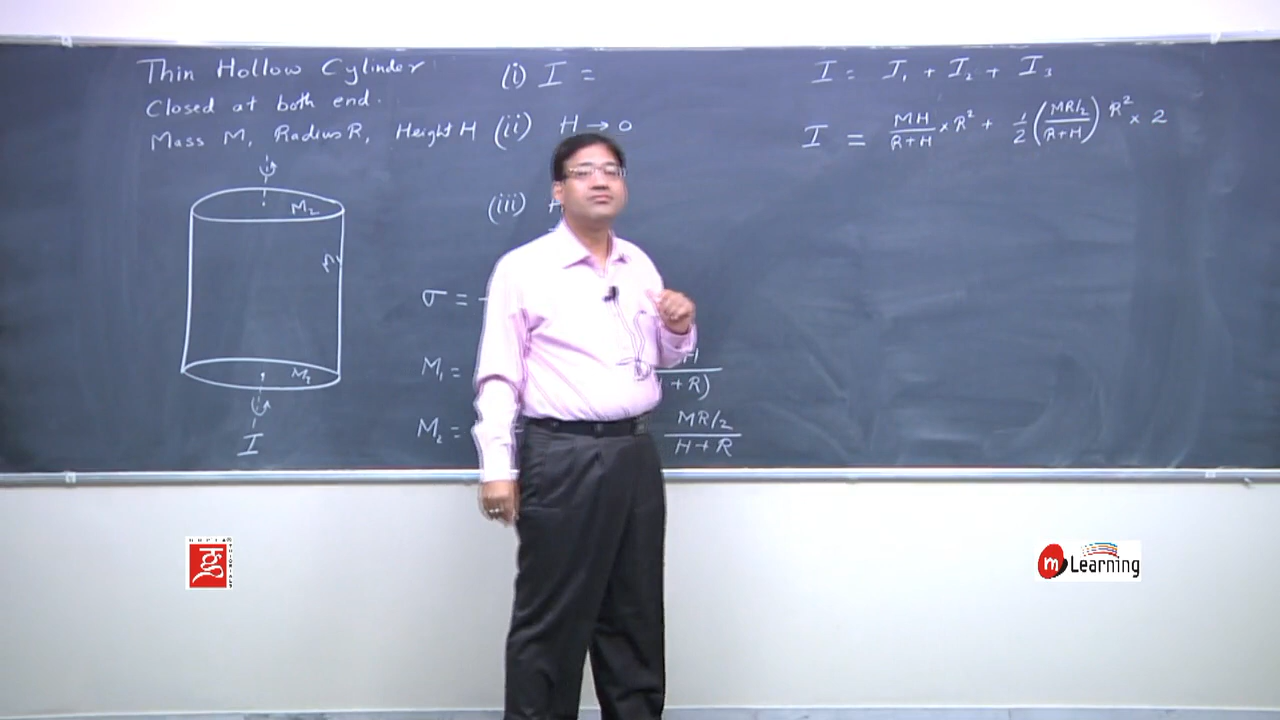 Thin Hollow Cylinder
Closed at both end.
Mass M, Radius R, Height H
(i) I =
(ii) H → 0
(iii)
M₂
I
σ =
M₁ =
+ R)
M₂ = MR/2 / H+R
I = I₁ + I₂ + I₃
I = MH/R+H × R² + 1/2 (MR/2 / R+H) R² × 2
TUTORIALS
m Learning